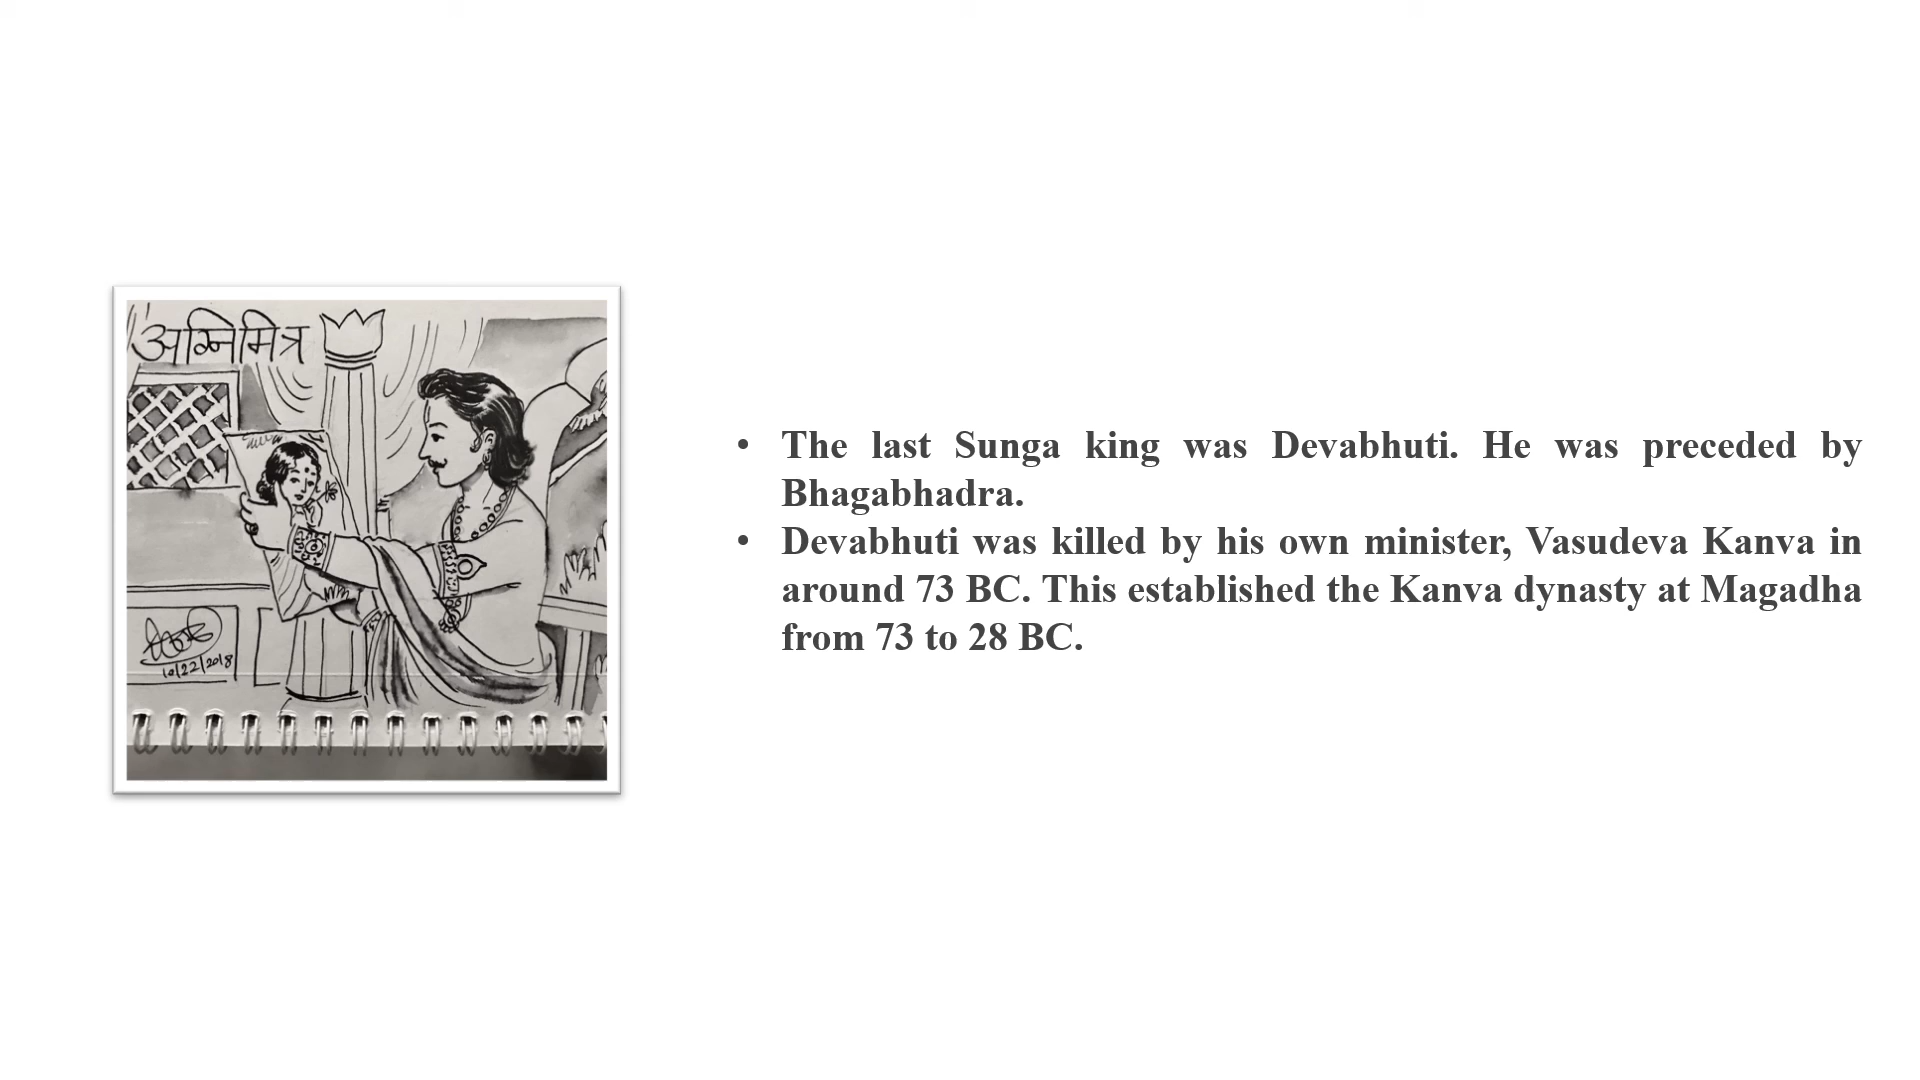 अग्निमित्र
10/22/2018
• The last Sunga king was Devabhuti. He was preceded by
Bhagabhadra.
• Devabhuti was killed by his own minister, Vasudeva Kanva in
around 73 BC. This established the Kanva dynasty at Magadha
from 73 to 28 BC.